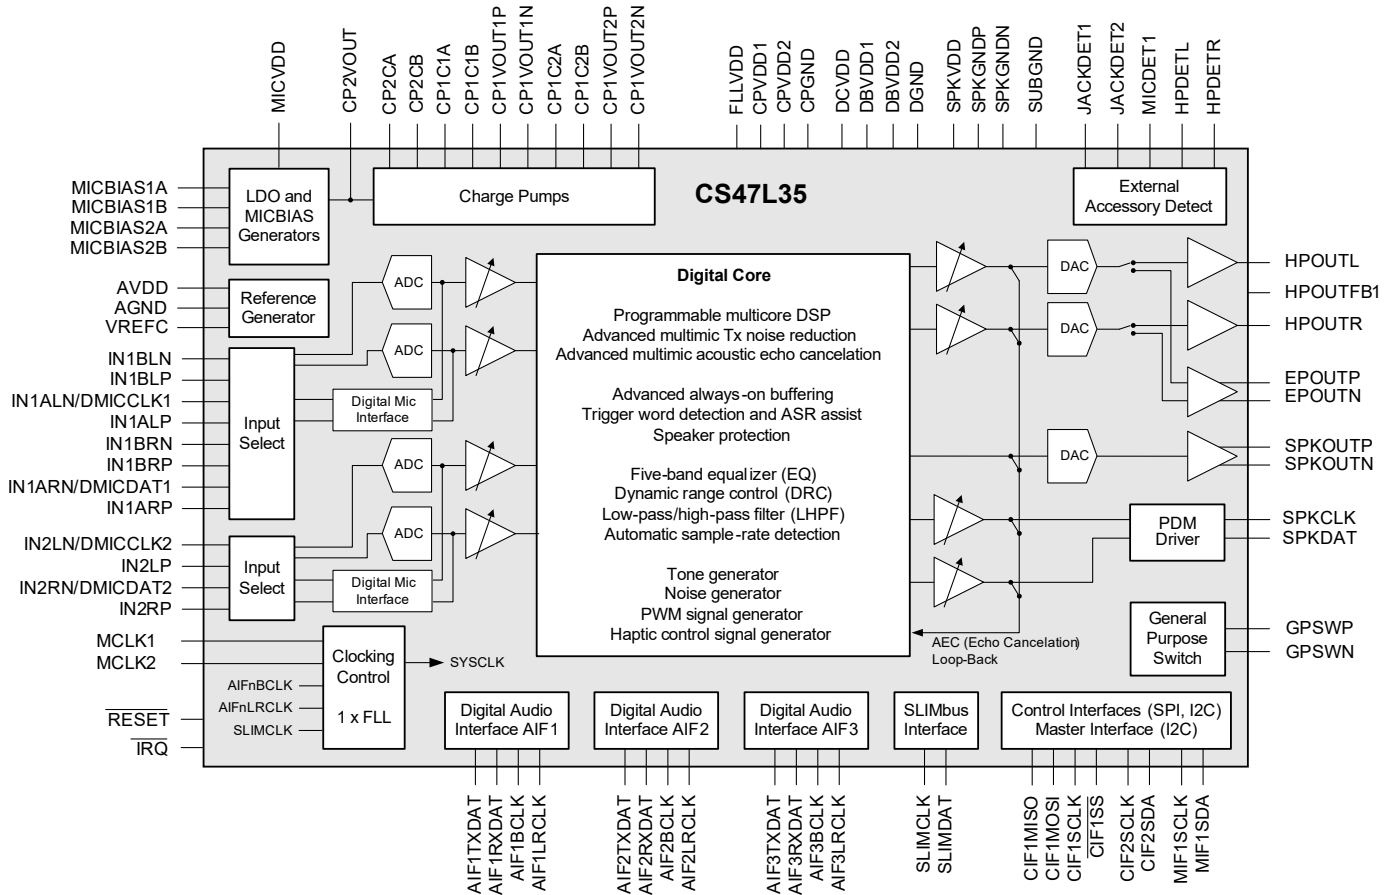 MICVDD
CP2VOUT
CP2CA
CP2CB
CP1C1A
CP1C1B
CP1VOUT1P
CP1VOUT1N
CP1C2A
CP1C2B
CP1VOUT2P
CP1VOUT2N
FLLVDD
CPVDD1
CPVDD2
CPGND
DCVDD
DBVDD1
DBVDD2
DGND
SPKVDD
SPKGNDP
SPKGNDN
SUBGND
JACKDET1
JACKDET2
MICDET1
HPDETL
HPDETR
CS47L35
MICBIAS1A
MICBIAS1B
MICBIAS2A
MICBIAS2B
LDO and
MICBIAS
Generators
Charge Pumps
External
Accessory Detect
AVDD
AGND
VREFC
Reference
Generator
IN1BLN
IN1BLP
IN1ALN/DMICCLK1
IN1ALP
IN1BRN
IN1BRP
IN1ARN/DMICDAT1
IN1ARP
Input
Select
ADC
ADC
Digital Mic
Interface
IN2LN/DMICCLK2
IN2LP
IN2RN/DMICDAT2
IN2RP
Input
Select
ADC
ADC
Digital Mic
Interface
Digital Core
Programmable multicore DSP
Advanced multimic Tx noise reduction
Advanced multimic acoustic echo cancelation
Advanced always-on buffering
Trigger word detection and ASR assist
Speaker protection
Five-band equalizer (EQ)
Dynamic range control (DRC)
Low-pass/high-pass filter (LHPF)
Automatic sample-rate detection
Tone generator
Noise generator
PWM signal generator
Haptic control signal generator
DAC
DAC
DAC
HPOUTL
HPOUTFB1
HPOUTR
EPOUTP
EPOUTN
SPKOUTP
SPKOUTN
PDM
Driver
SPKCLK
SPKDAT
AEC (Echo Cancelation)
Loop-Back
General
Purpose
Switch
GPSWP
GPSWN
MCLK1
MCLK2
AIFnBCLK
AIFnLRCLK
SLIMCLK
Clocking
Control
1 x FLL
SYSCLK
RESET
IRQ
Digital Audio
Interface AIF1
Digital Audio
Interface AIF2
Digital Audio
Interface AIF3
SLIMbus
Interface
Control Interfaces (SPI, I2C)
Master Interface (I2C)
AIF1TXDAT
AIF1RXDAT
AIF1BCLK
AIF1LRCLK
AIF2TXDAT
AIF2RXDAT
AIF2BCLK
AIF2LRCLK
AIF3TXDAT
AIF3RXDAT
AIF3BCLK
AIF3LRCLK
SLIMCLK
SLIMDAT
CIF1MISO
CIF1MOSI
CIF1SCLK
CIF1SS
CIF2SCLK
CIF2SDA
MIF1SCLK
MIF1SDA